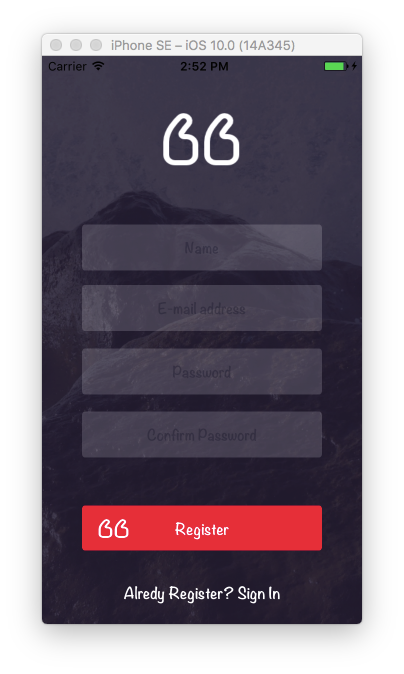 iPhone SE – iOS 10.0 (14A345)
Carrier 2:52 PM
Name
E-mail address
Password
Confirm Password
Register
Alredy Register? Sign In